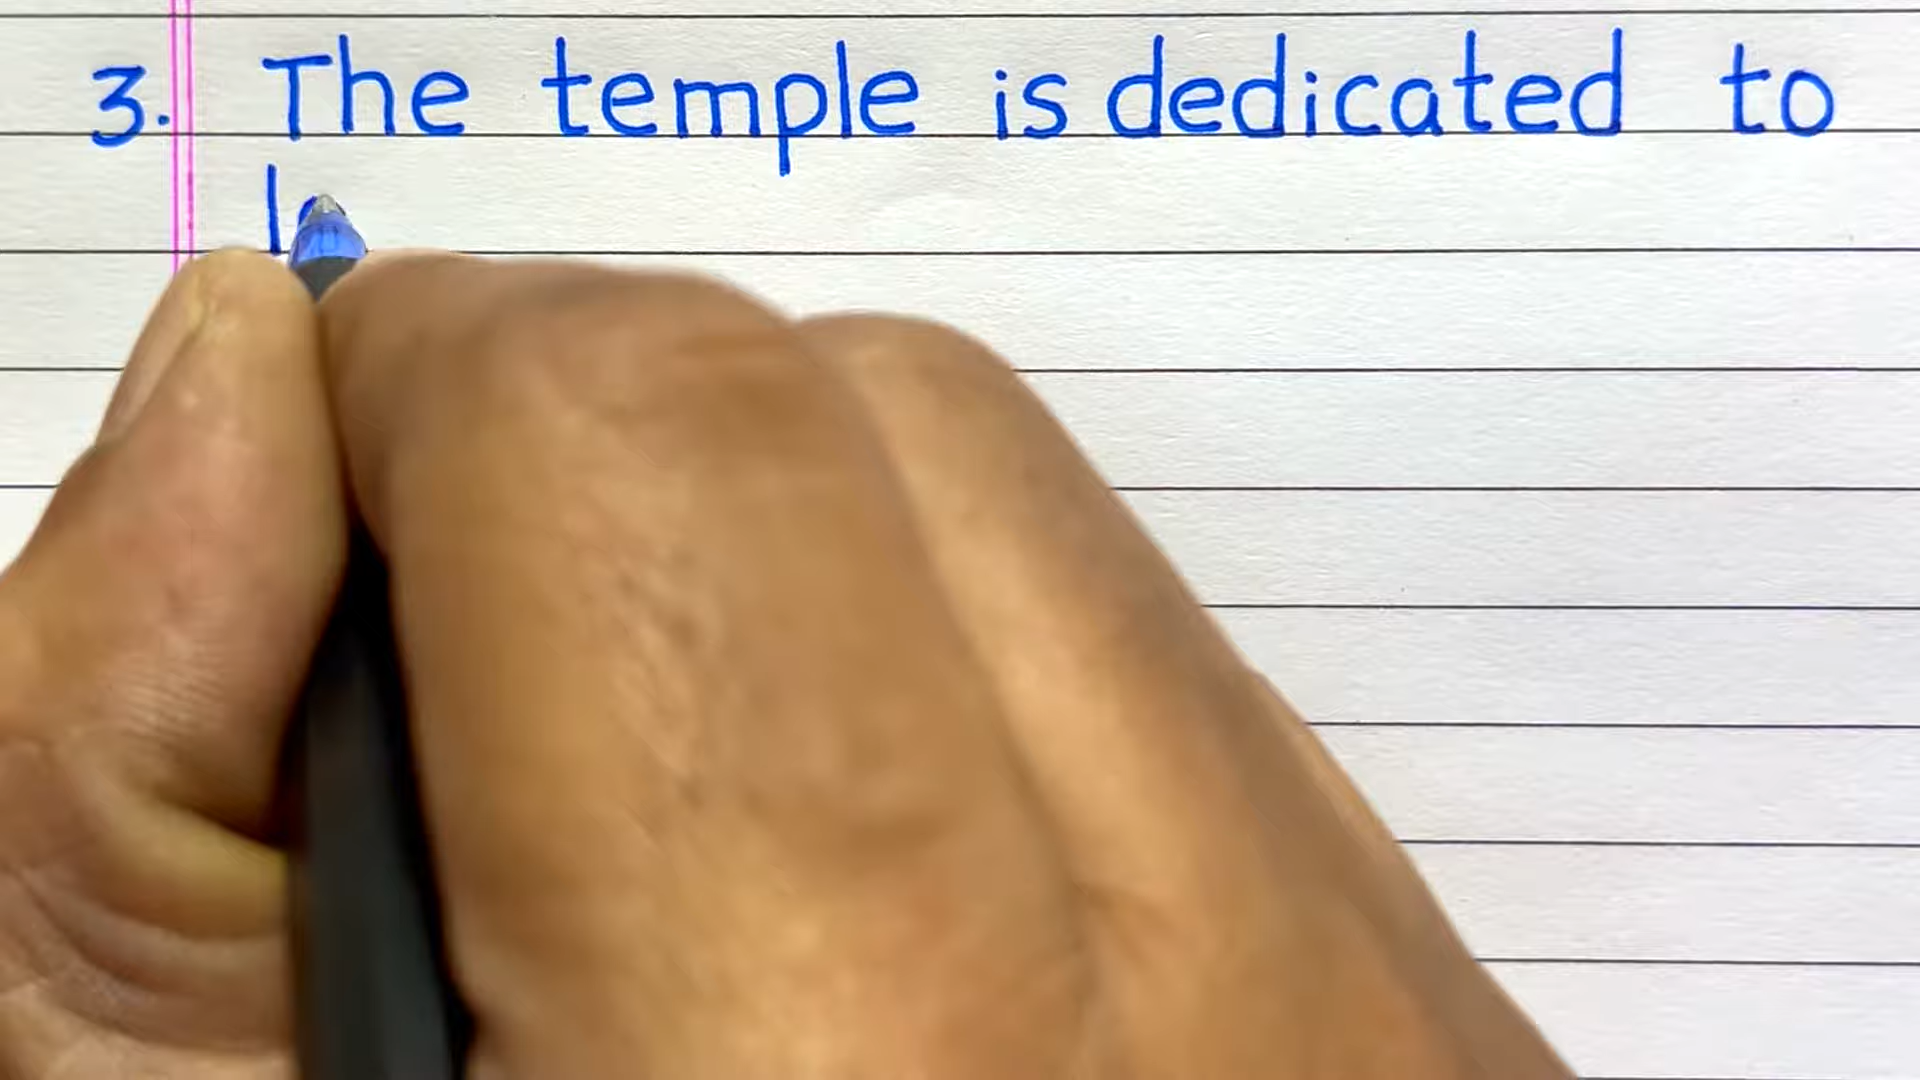 3. The temple is dedicated to